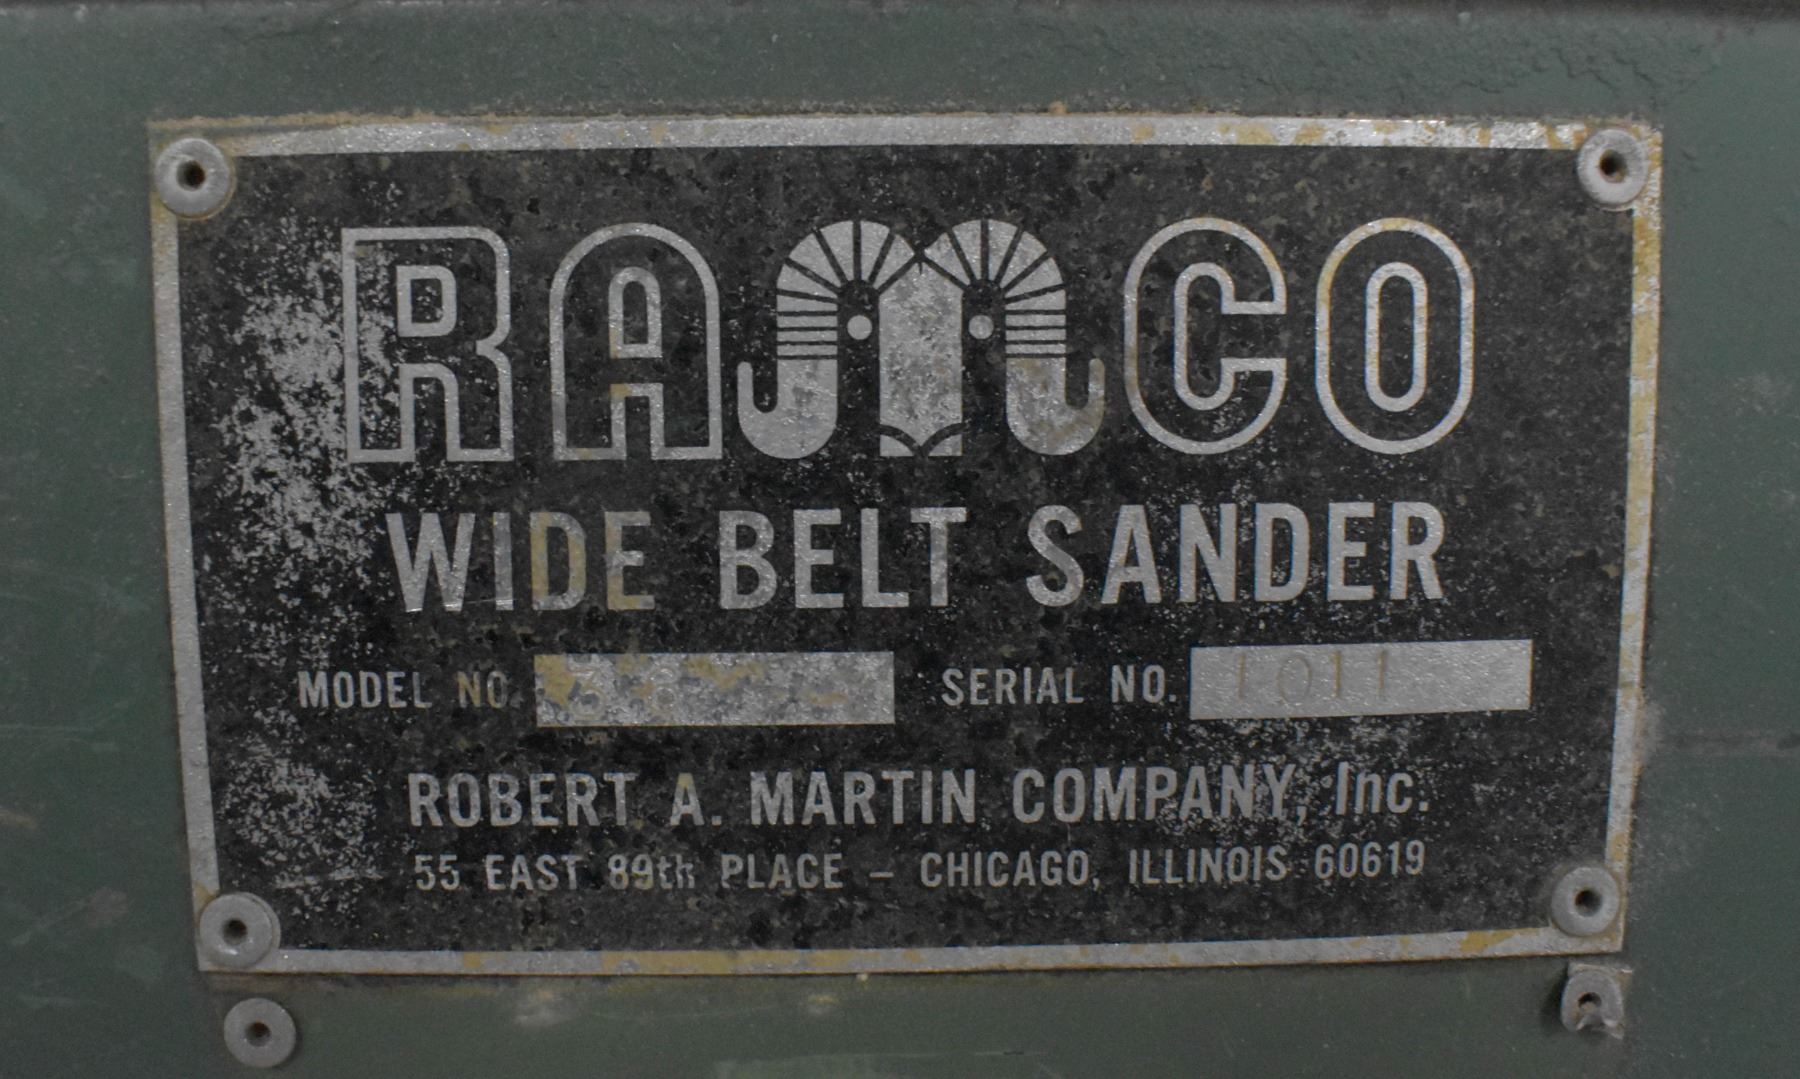 RAMCO
WIDE BELT SANDER
MODEL NO. 38 SERIAL NO. 1011
ROBERT A. MARTIN COMPANY, Inc.
55 EAST 89th PLACE – CHICAGO, ILLINOIS 60619